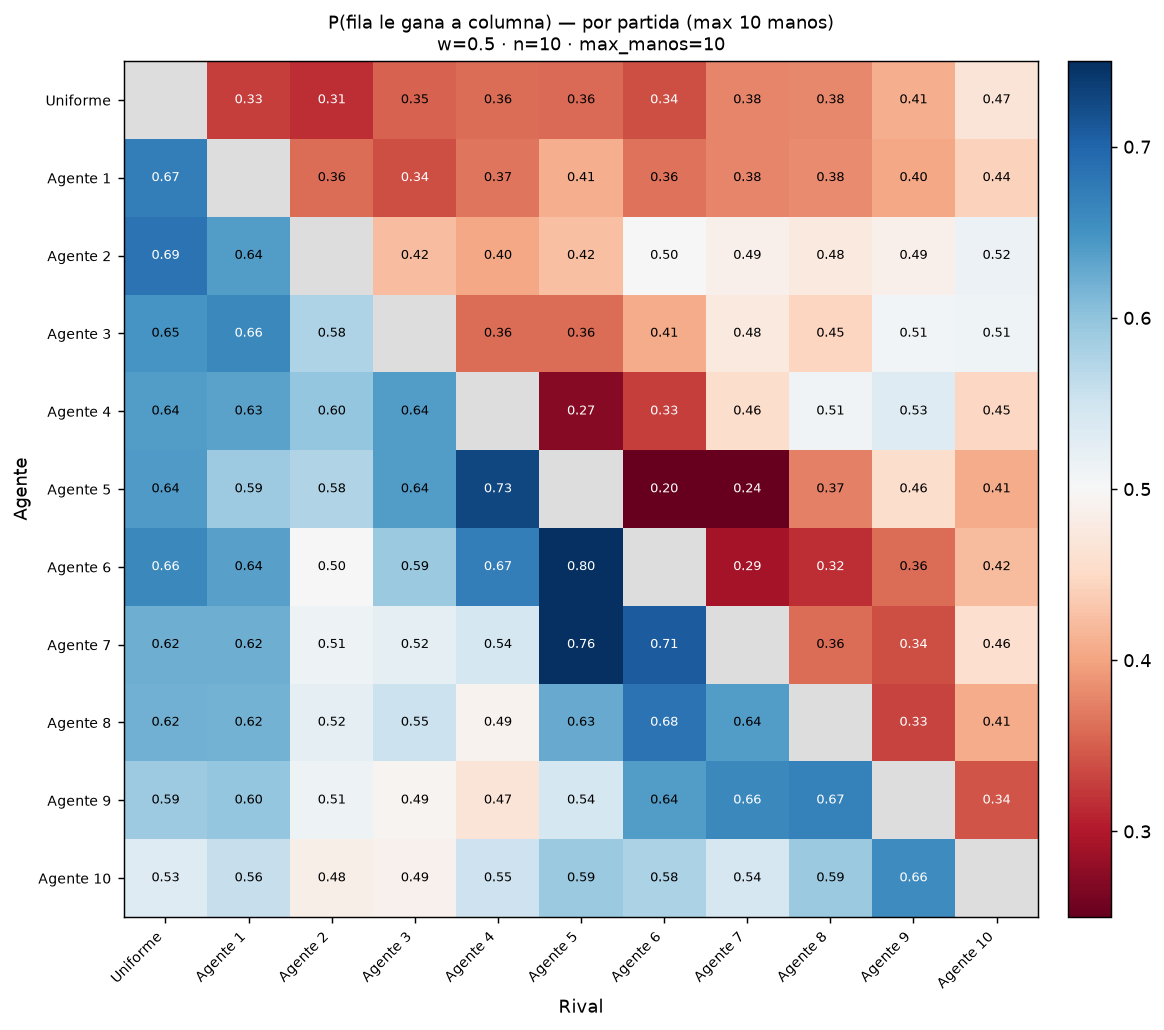 P(fila le gana a columna) — por partida (max 10 manos)
w=0.5 · n=10 · max_manos=10
Uniforme 0.33 0.31 0.35 0.36 0.36 0.34 0.38 0.38 0.41 0.47
Agente 1 0.67 0.36 0.34 0.37 0.41 0.36 0.38 0.38 0.40 0.44
Agente 2 0.69 0.64 0.42 0.40 0.42 0.50 0.49 0.48 0.49 0.52
Agente 3 0.65 0.66 0.58 0.36 0.36 0.41 0.48 0.45 0.51 0.51
Agente 4 0.64 0.63 0.60 0.64 0.27 0.33 0.46 0.51 0.53 0.45
Agente 5 0.64 0.59 0.58 0.64 0.73 0.20 0.24 0.37 0.46 0.41
Agente 6 0.66 0.64 0.50 0.59 0.67 0.80 0.29 0.32 0.36 0.42
Agente 7 0.62 0.62 0.51 0.52 0.54 0.76 0.71 0.36 0.34 0.46
Agente 8 0.62 0.62 0.52 0.55 0.49 0.63 0.68 0.64 0.33 0.41
Agente 9 0.59 0.60 0.51 0.49 0.47 0.54 0.64 0.66 0.67 0.34
Agente 10 0.53 0.56 0.48 0.49 0.55 0.59 0.58 0.54 0.59 0.66
Agente
Uniforme Agente 1 Agente 2 Agente 3 Agente 4 Agente 5 Agente 6 Agente 7 Agente 8 Agente 9 Agente 10
Rival
0.7
0.6
0.5
0.4
0.3